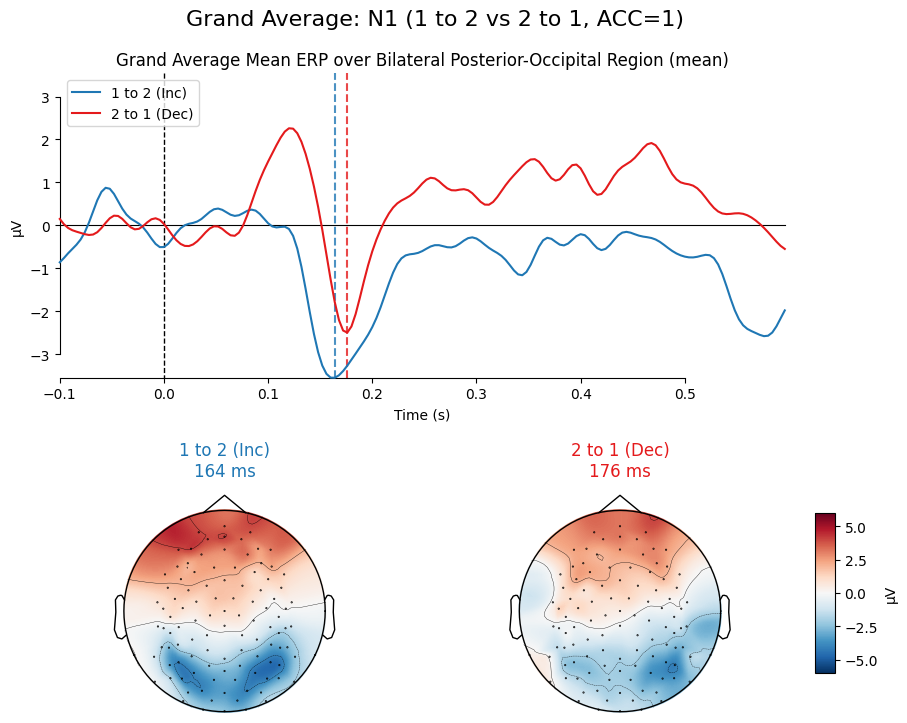 Grand Average: N1 (1 to 2 vs 2 to 1, ACC=1)
Grand Average Mean ERP over Bilateral Posterior-Occipital Region (mean)
1 to 2 (Inc)
2 to 1 (Dec)
µV
3
2
1
0
−1
−2
−3
−0.1 0.0 0.1 0.2 0.3 0.4 0.5
Time (s)
1 to 2 (Inc)
164 ms
2 to 1 (Dec)
176 ms
5.0
2.5
0.0
−2.5
−5.0
µV